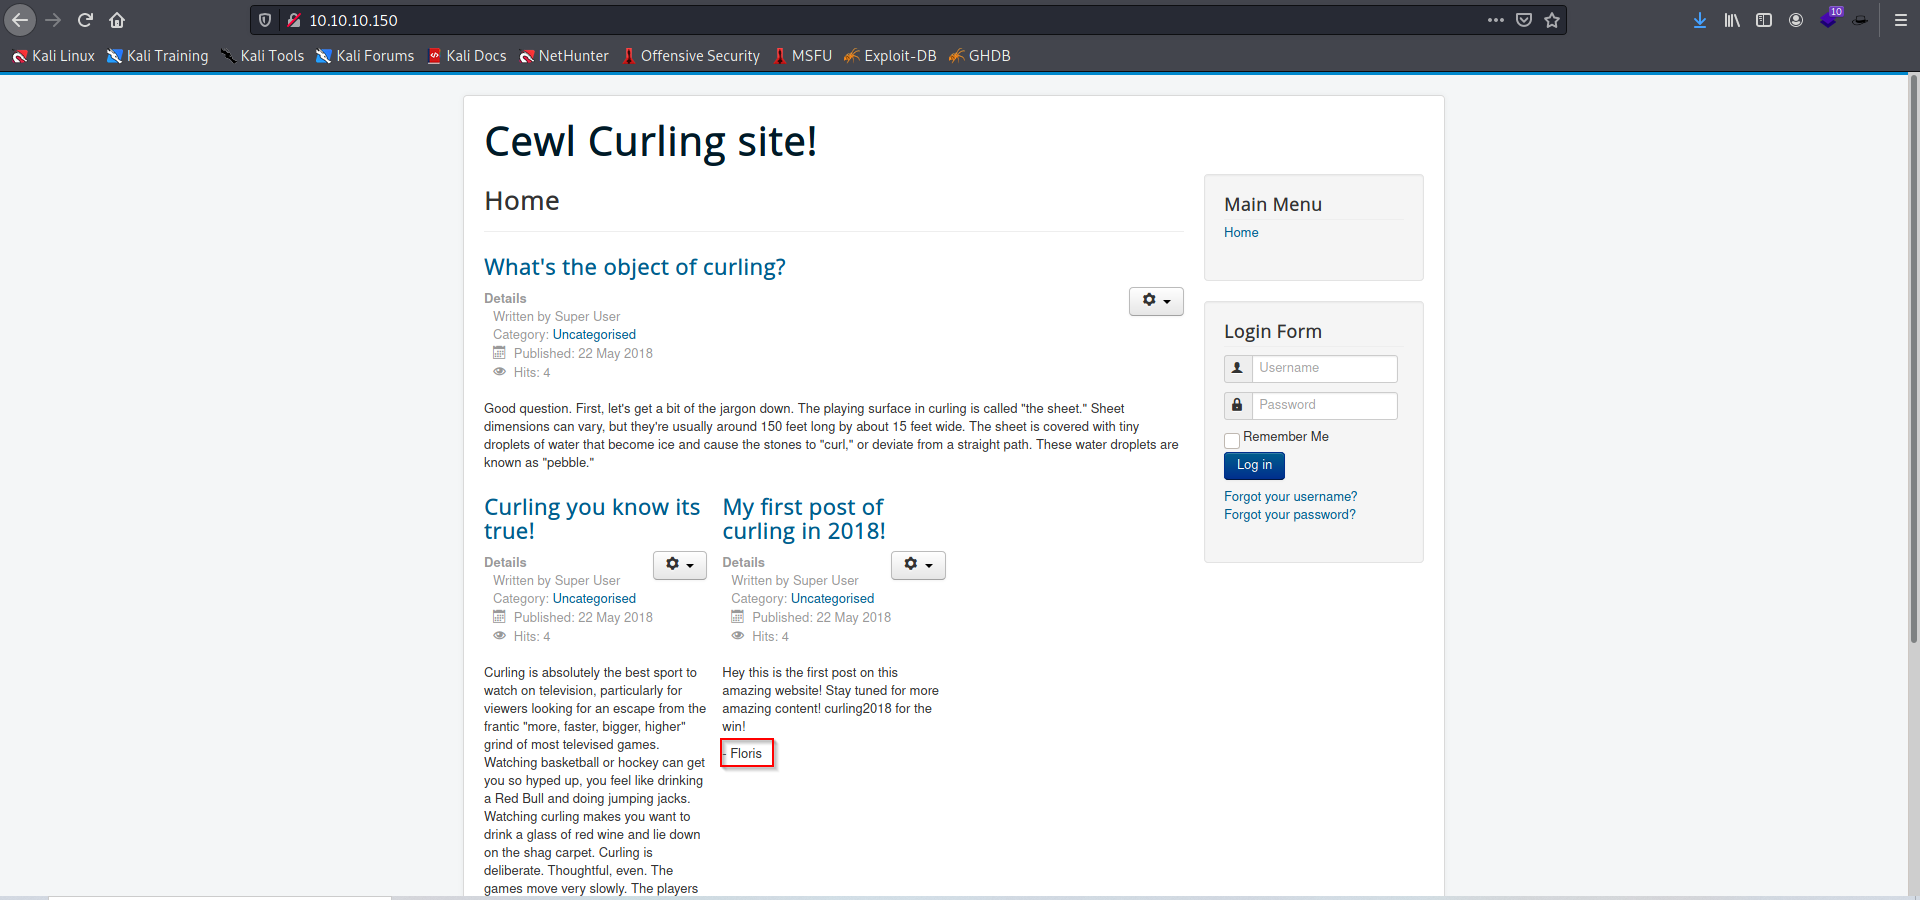 10.10.10.150
10
Kali Linux Kali Training Kali Tools Kali Forums Kali Docs NetHunter Offensive Security MSFU Exploit-DB GHDB
Cewl Curling site!
Home
What's the object of curling?
Details
Written by Super User
Category: Uncategorised
Published: 22 May 2018
Hits: 4
Good question. First, let's get a bit of the jargon down. The playing surface in curling is called "the sheet." Sheet
dimensions can vary, but they're usually around 150 feet long by about 15 feet wide. The sheet is covered with tiny
droplets of water that become ice and cause the stones to "curl," or deviate from a straight path. These water droplets are
known as "pebble."
Curling you know its
true!
Details
Written by Super User
Category: Uncategorised
Published: 22 May 2018
Hits: 4
Curling is absolutely the best sport to
watch on television, particularly for
viewers looking for an escape from the
frantic "more, faster, bigger, higher"
grind of most televised games.
Watching basketball or hockey can get
you so hyped up, you feel like drinking
a Red Bull and doing jumping jacks.
Watching curling makes you want to
drink a glass of red wine and lie down
on the shag carpet. Curling is
deliberate. Thoughtful, even. The
games move very slowly. The players
My first post of
curling in 2018!
Details
Written by Super User
Category: Uncategorised
Published: 22 May 2018
Hits: 4
Hey this is the first post on this
amazing website! Stay tuned for more
amazing content! curling2018 for the
win!
- Floris
Main Menu
Home
Login Form
Username
Password
Remember Me
Log in
Forgot your username?
Forgot your password?